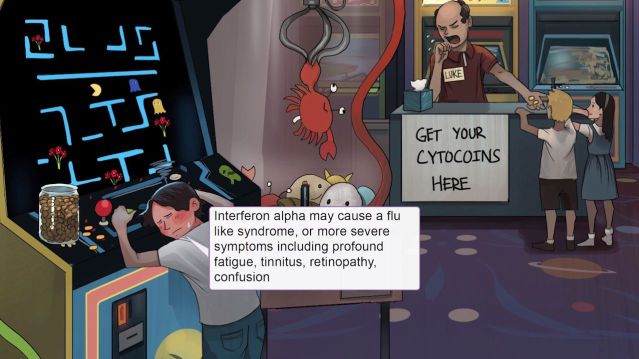 LUKE
GET YOUR
CYTOCOINS
HERE
Interferon alpha may cause a flu
like syndrome, or more severe
symptoms including profound
fatigue, tinnitus, retinopathy,
confusion